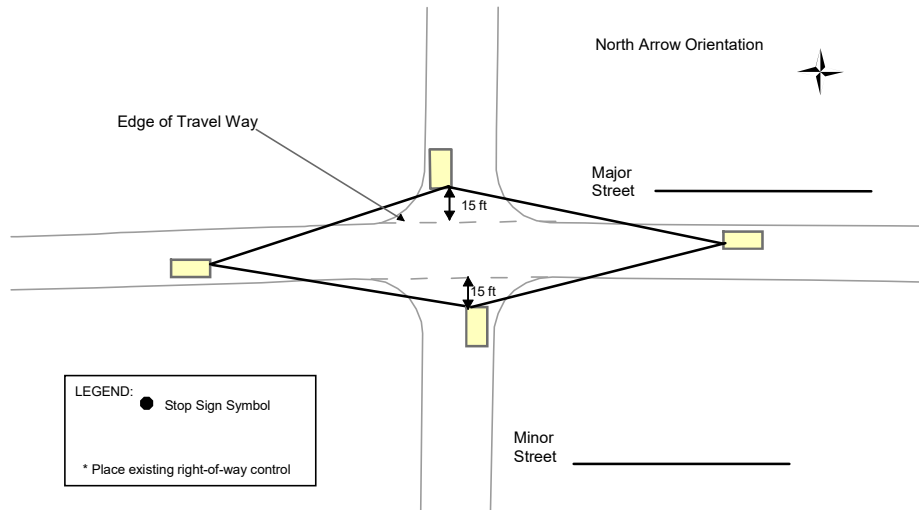 North Arrow Orientation
Edge of Travel Way
Major
Street
15 ft
15 ft
LEGEND:
Stop Sign Symbol
* Place existing right-of-way control
Minor
Street